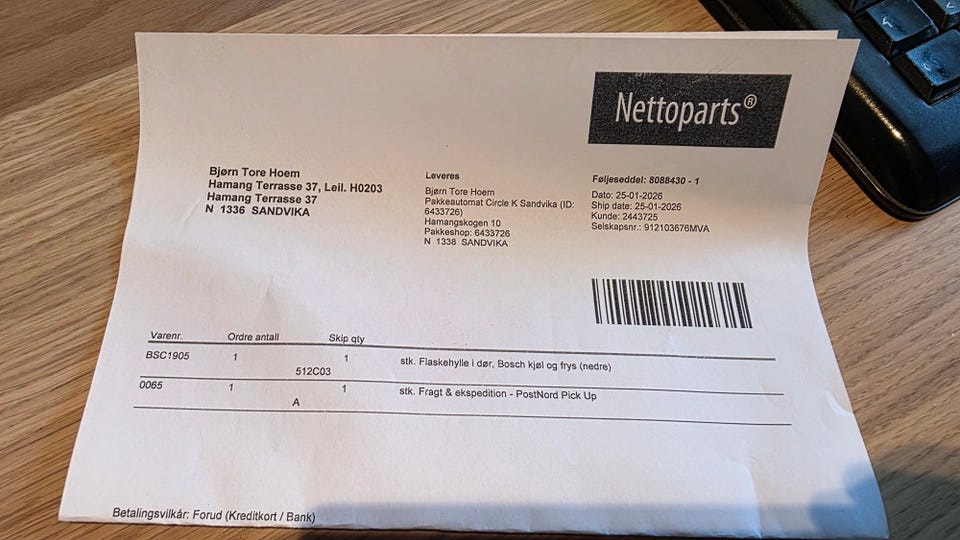 Nettoparts®
Bjørn Tore Hoem
Hamang Terrasse 37, Leil. H0203
Hamang Terrasse 37
N 1336 SANDVIKA
Leveres
Bjørn Tore Hoem
Pakkeautomat Circle K Sandvika (ID:
6433726)
Hamangskogen 10
Pakkeshop: 6433726
N 1338 SANDVIKA
Følgeseddel: 8088430 - 1
Dato: 25-01-2026
Ship date: 25-01-2026
Kunde: 2443725
Selskapsnr.: 912103676MVA
Varenr. Ordre antall Skip qty
BSC1905 1 1 stk. Flaskehylle i dør, Bosch kjøl og frys (nedre)
512C03
0065 1 1 stk. Fragt & ekspedition - PostNord Pick Up
A
Betalingsvilkår: Forud (Kreditkort / Bank)